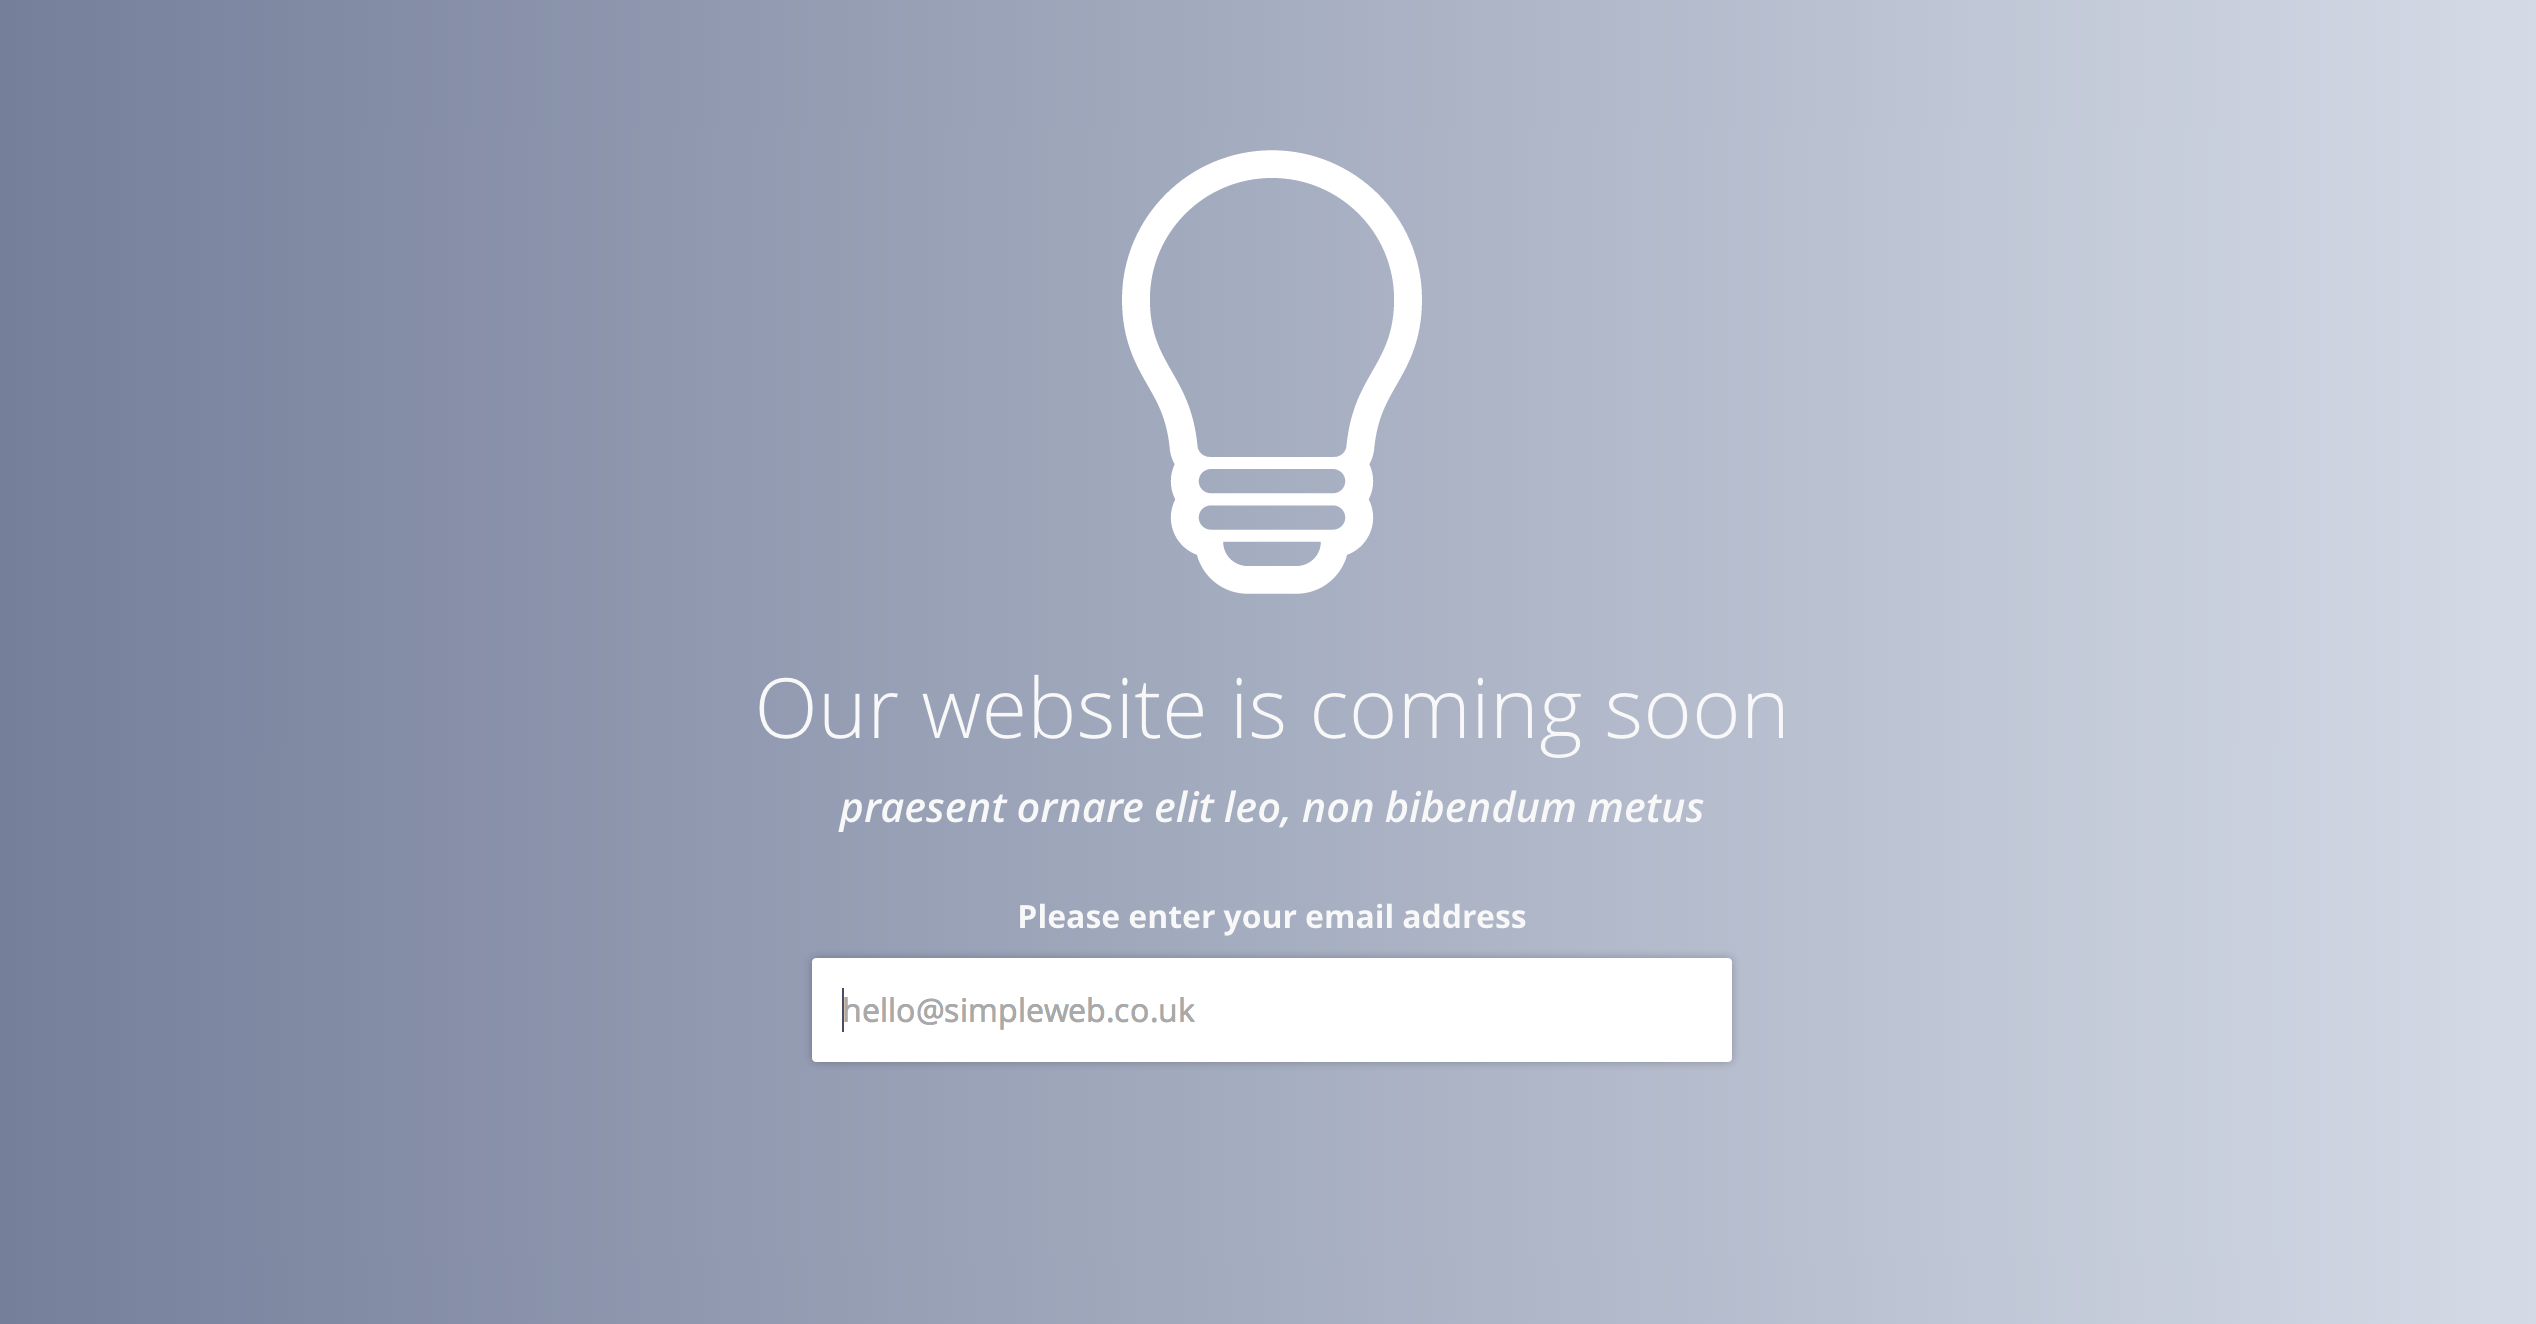 Our website is coming soon
praesent ornare elit leo, non bibendum metus
Please enter your email address
hello@simpleweb.co.uk